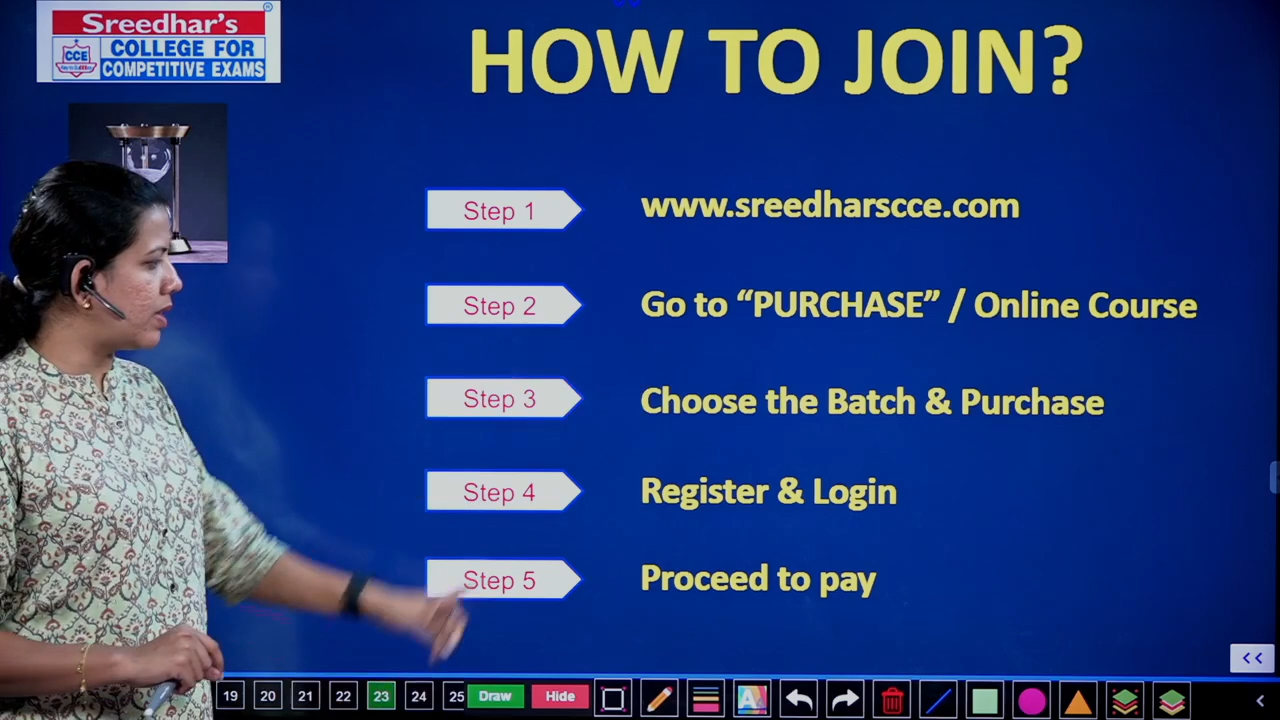 Sreedhar's
CCE
COLLEGE FOR
COMPETITIVE EXAMS
HOW TO JOIN?
Step 1
www.sreedharscce.com
Step 2
Go to “PURCHASE” / Online Course
Step 3
Choose the Batch & Purchase
Step 4
Register & Login
Step 5
Proceed to pay
<<
19 20 21 22 23 24 25 Draw Hide